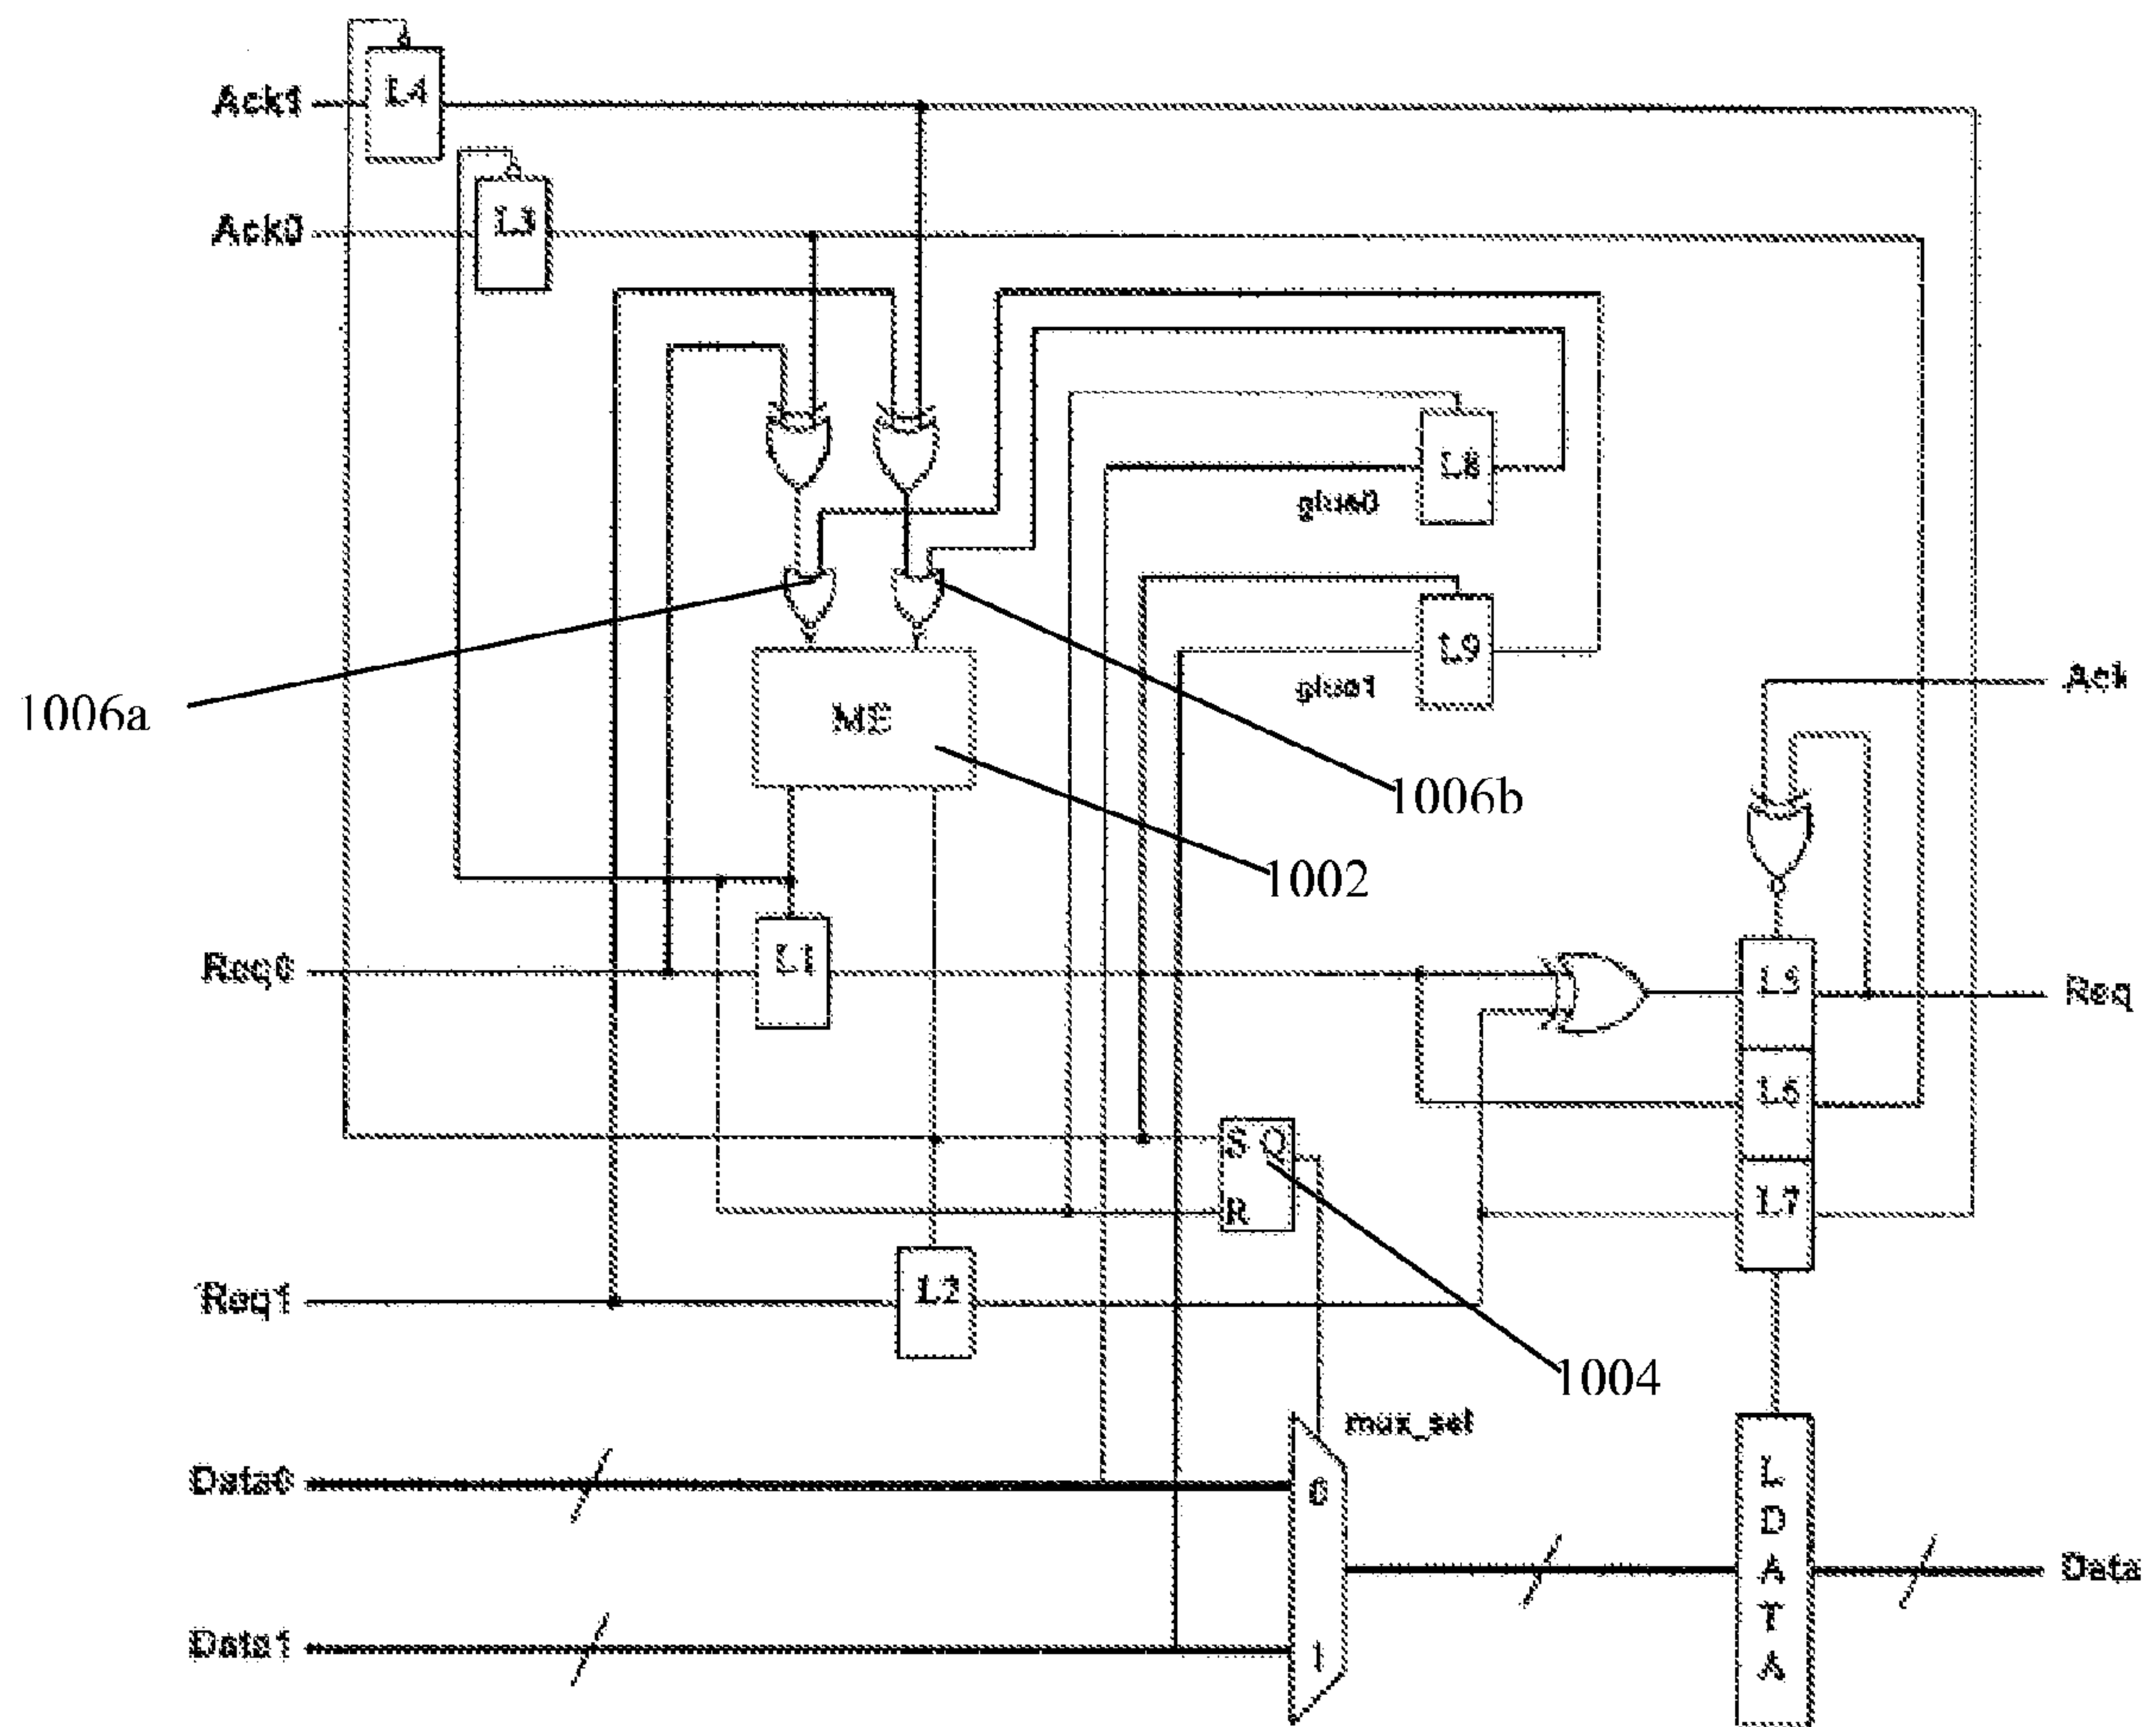 L4
Ack1
L3
Ack0
L8
glue0
L9
glue1
Ack
1006a
ME
1006b
1002
L1
Req0
L5
Req
L6
S Q
R
L7
L2
Req1
1004
mux_sel
Data0
0
L
D
A
T
A
Data
Data1
1